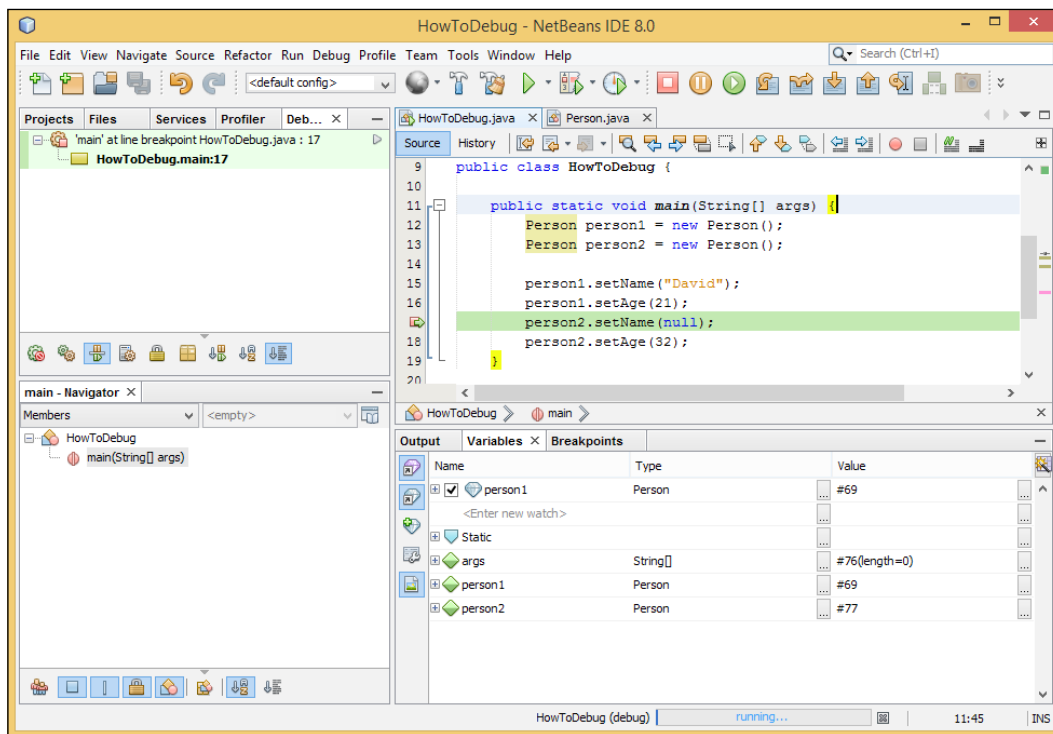 HowToDebug - NetBeans IDE 8.0
File Edit View Navigate Source Refactor Run Debug Profile Team Tools Window Help
Search (Ctrl+I)
<default config>
Projects Files Services Profiler Deb...
'main' at line breakpoint HowToDebug.java : 17
HowToDebug.main:17
HowToDebug.java Person.java
Source History
9 public class HowToDebug {
10
11 public static void main(String[] args) {
12 Person person1 = new Person();
13 Person person2 = new Person();
14
15 person1.setName("David");
16 person1.setAge(21);
person2.setName(null);
18 person2.setAge(32);
19 }
20
HowToDebug main
main - Navigator
Members <empty>
HowToDebug
main(String[] args)
Output Variables Breakpoints
Name Type Value
person1 Person ... #69 ...
<Enter new watch> ... ...
Static ... ...
args String[] ... #76(length=0) ...
person1 Person ... #69 ...
person2 Person ... #77 ...
HowToDebug (debug) running... 11:45 INS